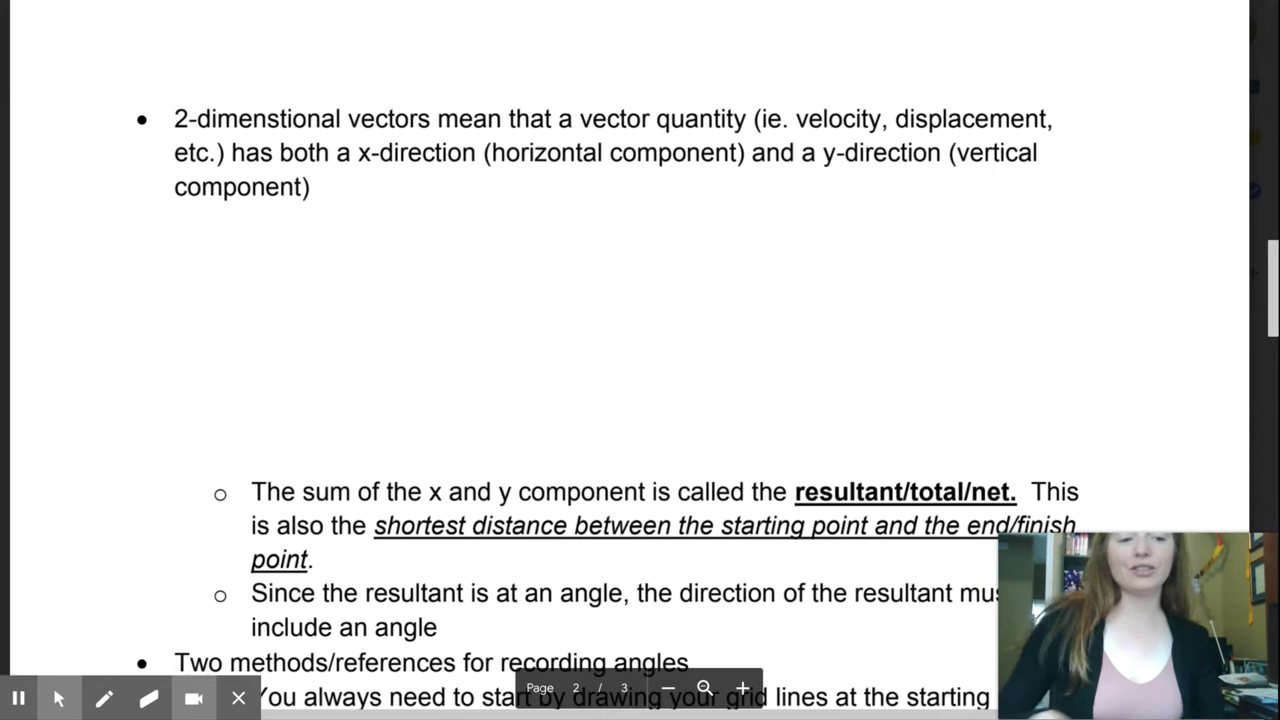 • 2-dimenstional vectors mean that a vector quantity (ie. velocity, displacement,
etc.) has both a x-direction (horizontal component) and a y-direction (vertical
component)
o The sum of the x and y component is called the resultant/total/net. This
is also the shortest distance between the starting point and the end/finish
point.
o Since the resultant is at an angle, the direction of the resultant
include an angle
• Two methods/references for recording angles
You always need to start by drawing your grid lines at the starting
Page 2 / 3